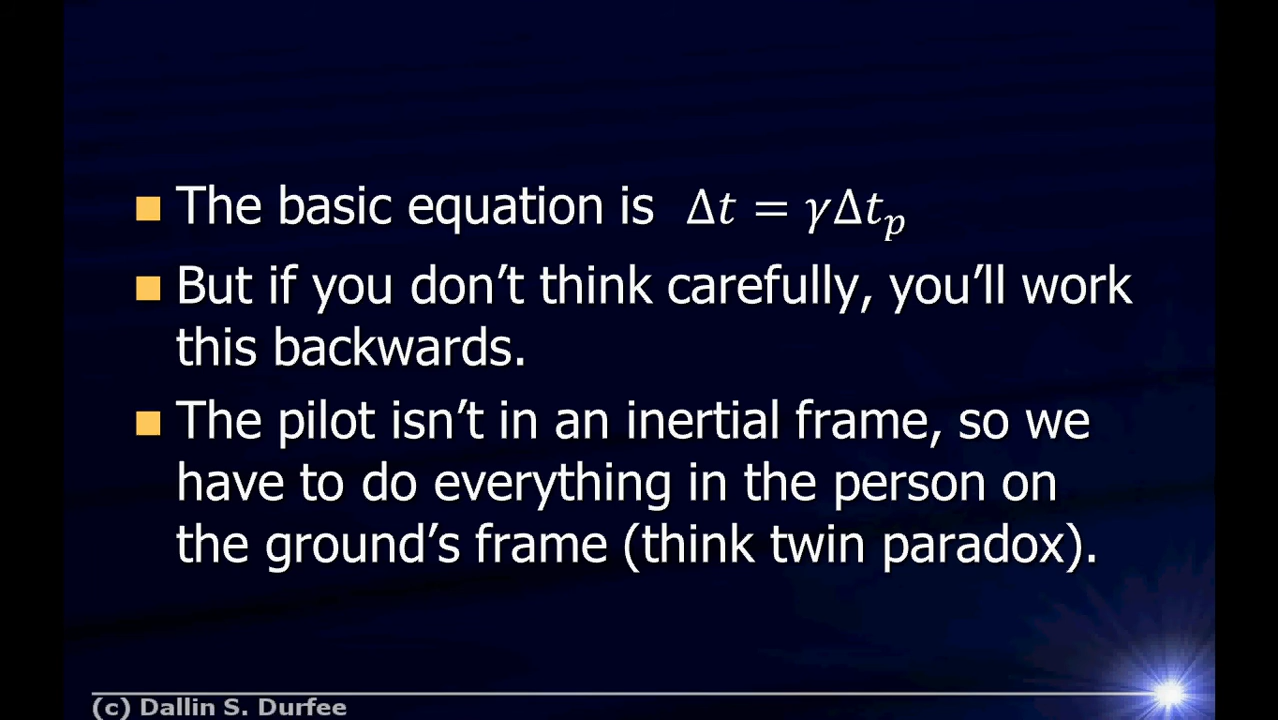 The basic equation is Δt = γΔtₚ
But if you don’t think carefully, you’ll work
this backwards.
The pilot isn’t in an inertial frame, so we
have to do everything in the person on
the ground’s frame (think twin paradox).
(c) Dallin S. Durfee